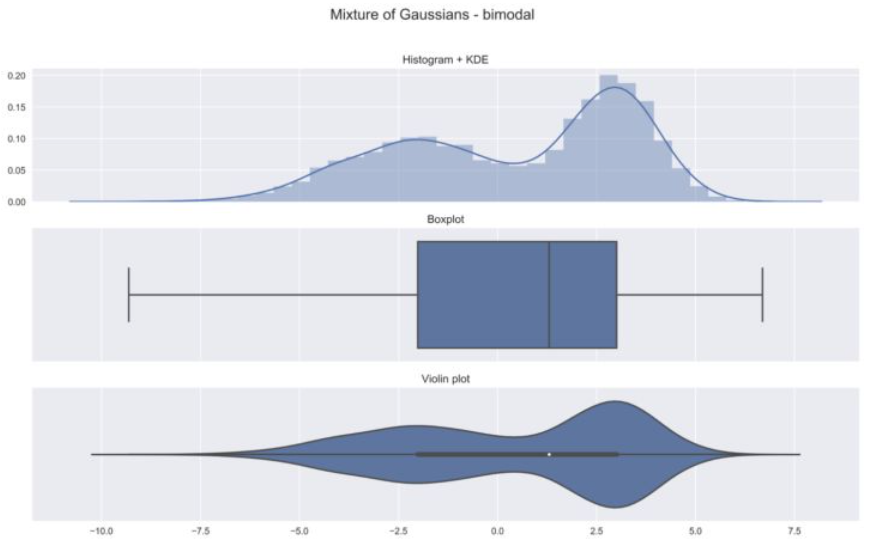 Mixture of Gaussians - bimodal
Histogram + KDE
0.20
0.15
0.10
0.05
0.00
Boxplot
Violin plot
−10.0 −7.5 −5.0 −2.5 0.0 2.5 5.0 7.5